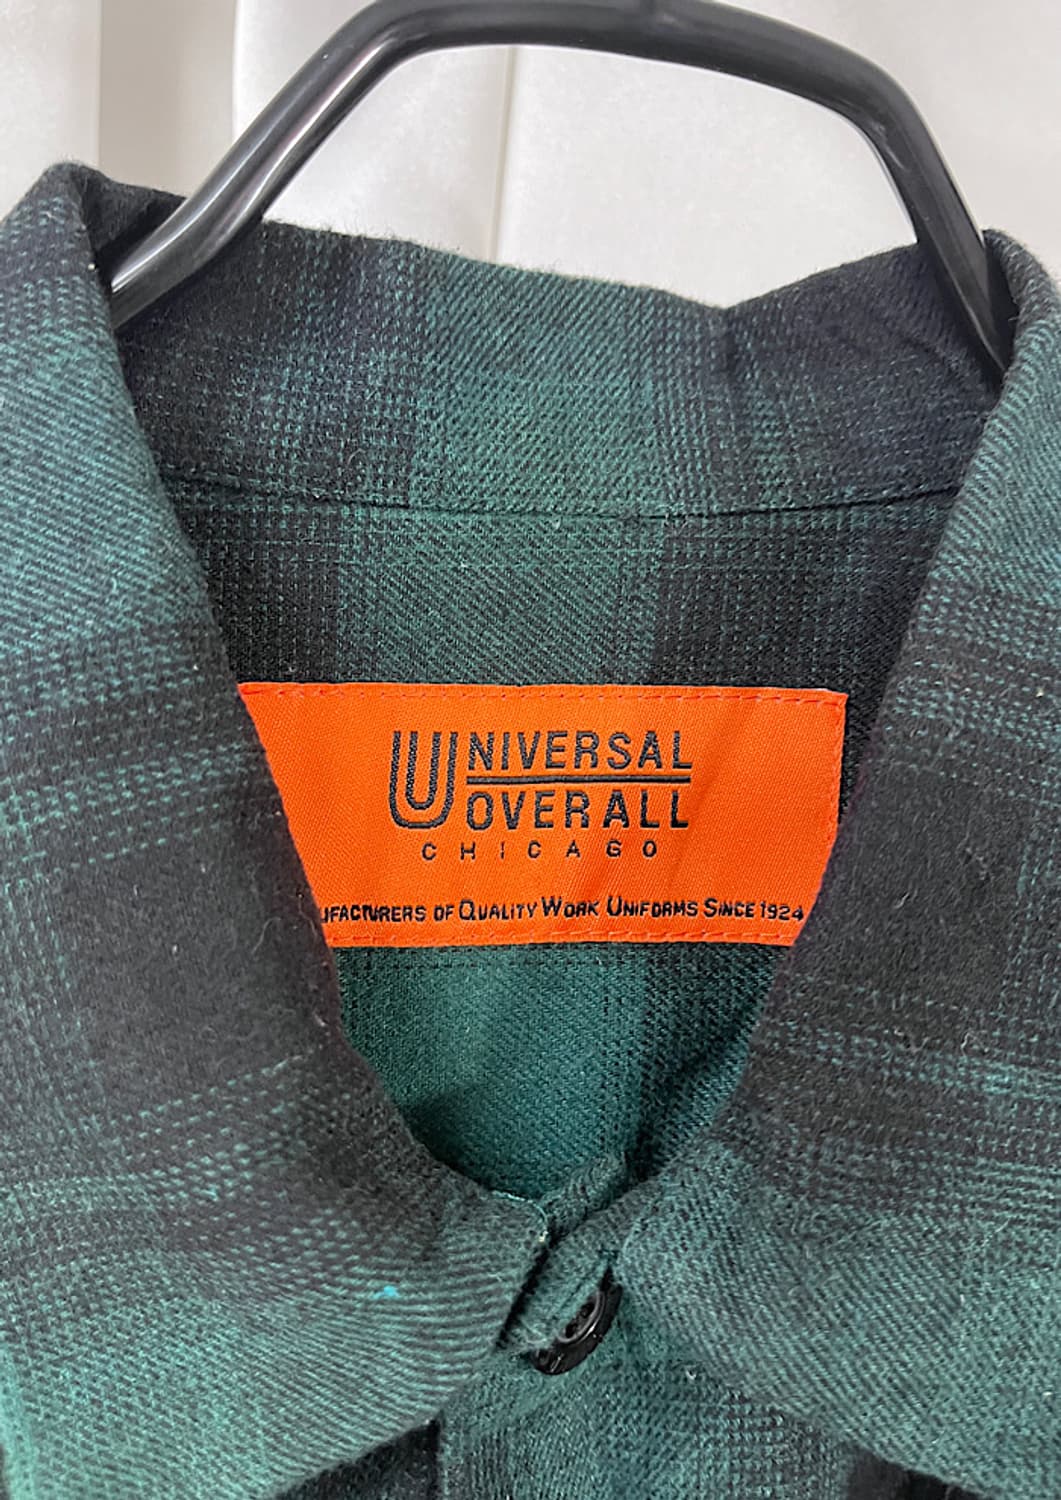 UNIVERSAL
OVERALL
CHICAGO
UFACTURERS OF QUALITY WORK UNIFORMS SINCE 1924